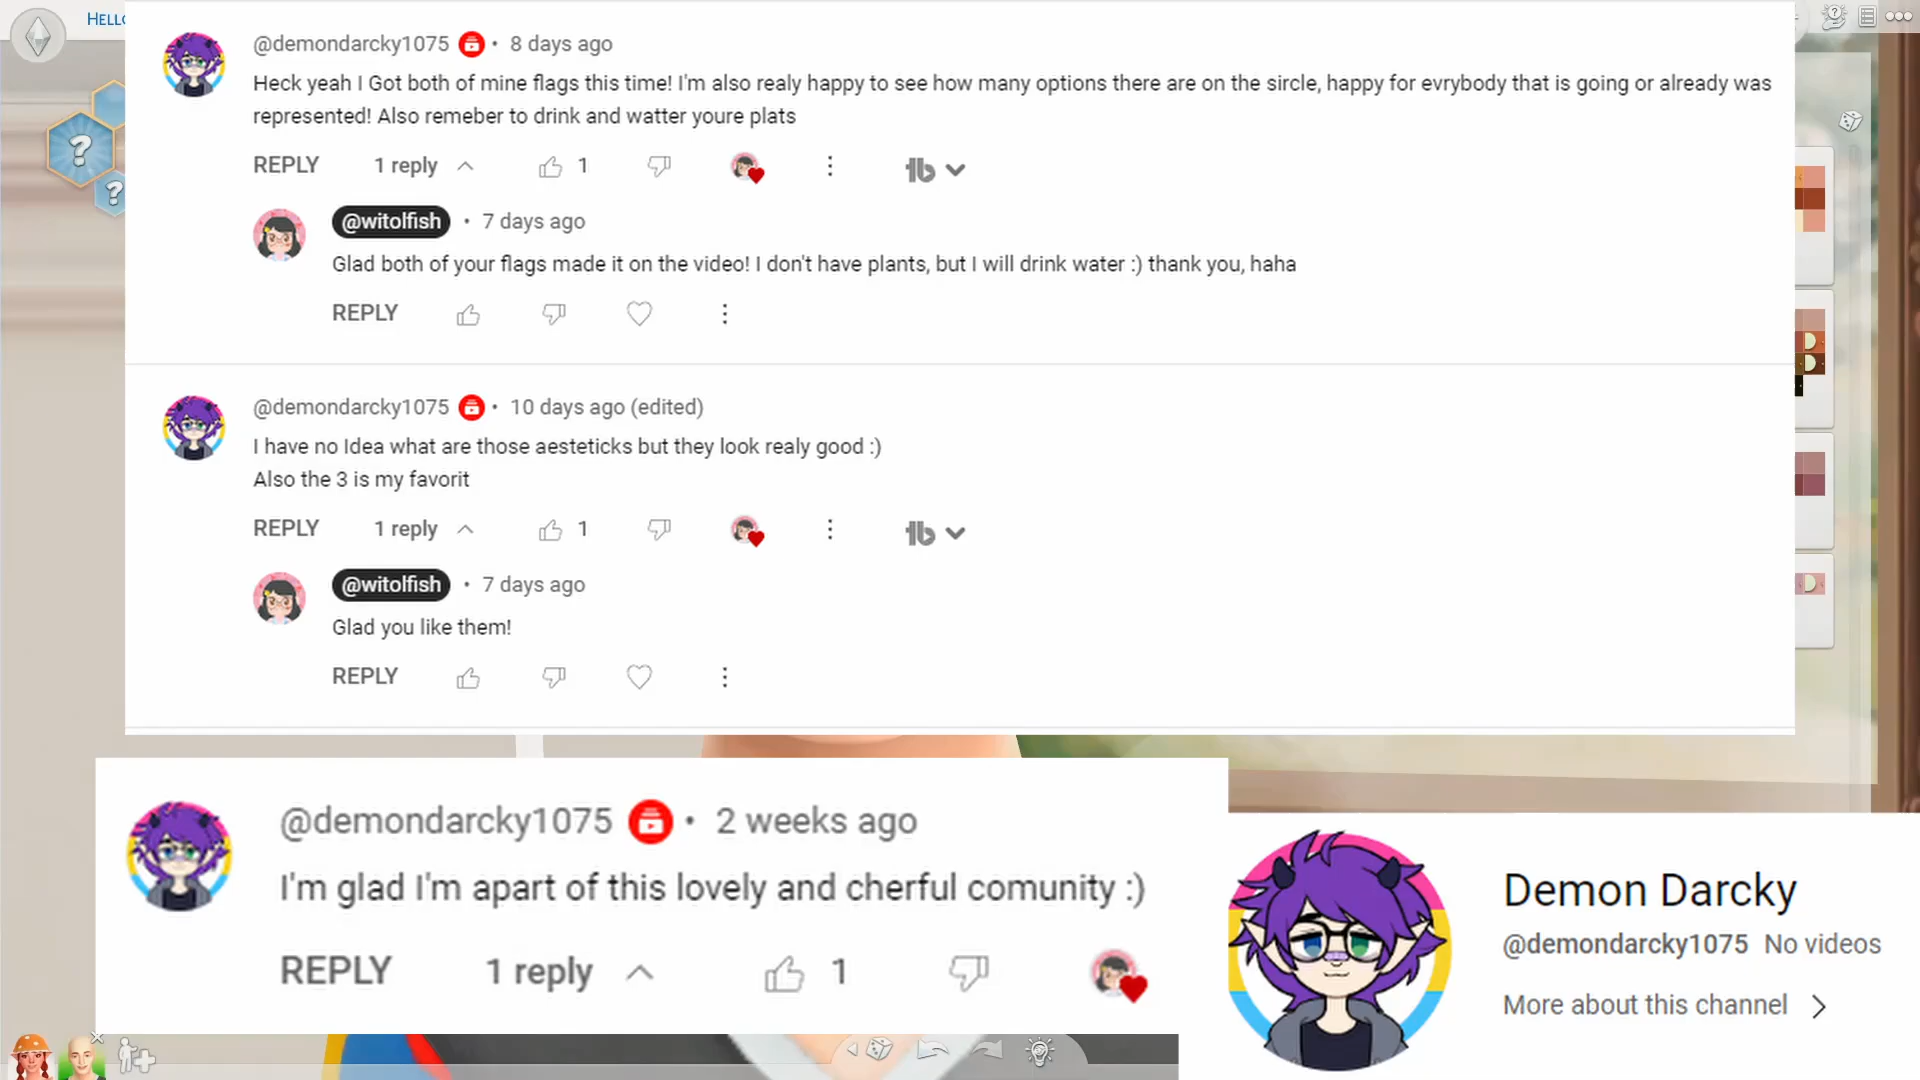 HELLO
@demondarcky1075 • 8 days ago
Heck yeah I Got both of mine flags this time! I'm also realy happy to see how many options there are on the sircle, happy for evrybody that is going or already was
represented! Also remeber to drink and watter youre plats
REPLY 1 reply 1
@witolfish • 7 days ago
Glad both of your flags made it on the video! I don't have plants, but I will drink water :) thank you, haha
REPLY
@demondarcky1075 • 10 days ago (edited)
I have no Idea what are those aesteticks but they look realy good :)
Also the 3 is my favorit
REPLY 1 reply 1
@witolfish • 7 days ago
Glad you like them!
REPLY
@demondarcky1075 • 2 weeks ago
I'm glad I'm apart of this lovely and cherful comunity :)
REPLY 1 reply 1
Demon Darcky
@demondarcky1075 No videos
More about this channel